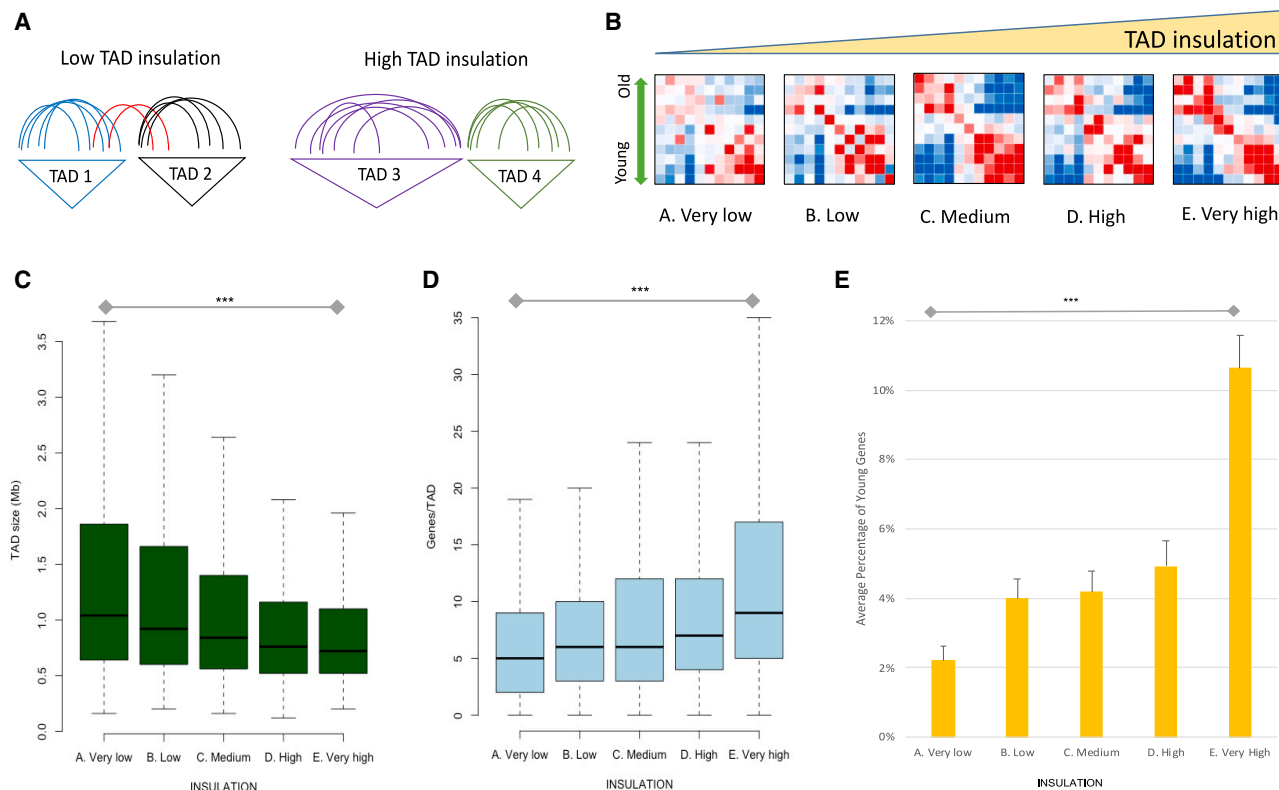 A
Low TAD insulation
High TAD insulation
TAD 1
TAD 2
TAD 3
TAD 4
B
TAD insulation
Old
Young
A. Very low
B. Low
C. Medium
D. High
E. Very high
C
***
TAD size (Mb)
3.5
3.0
2.5
2.0
1.5
1.0
0.5
0.0
A. Very low
B. Low
C. Medium
D. High
E. Very high
INSULATION
D
***
Genes/TAD
35
30
25
20
15
10
5
0
A. Very low
B. Low
C. Medium
D. High
E. Very high
INSULATION
E
***
Average Percentage of Young Genes
12%
10%
8%
6%
4%
2%
0%
A. Very low
B. Low
C. Medium
D. High
E. Very High
INSULATION